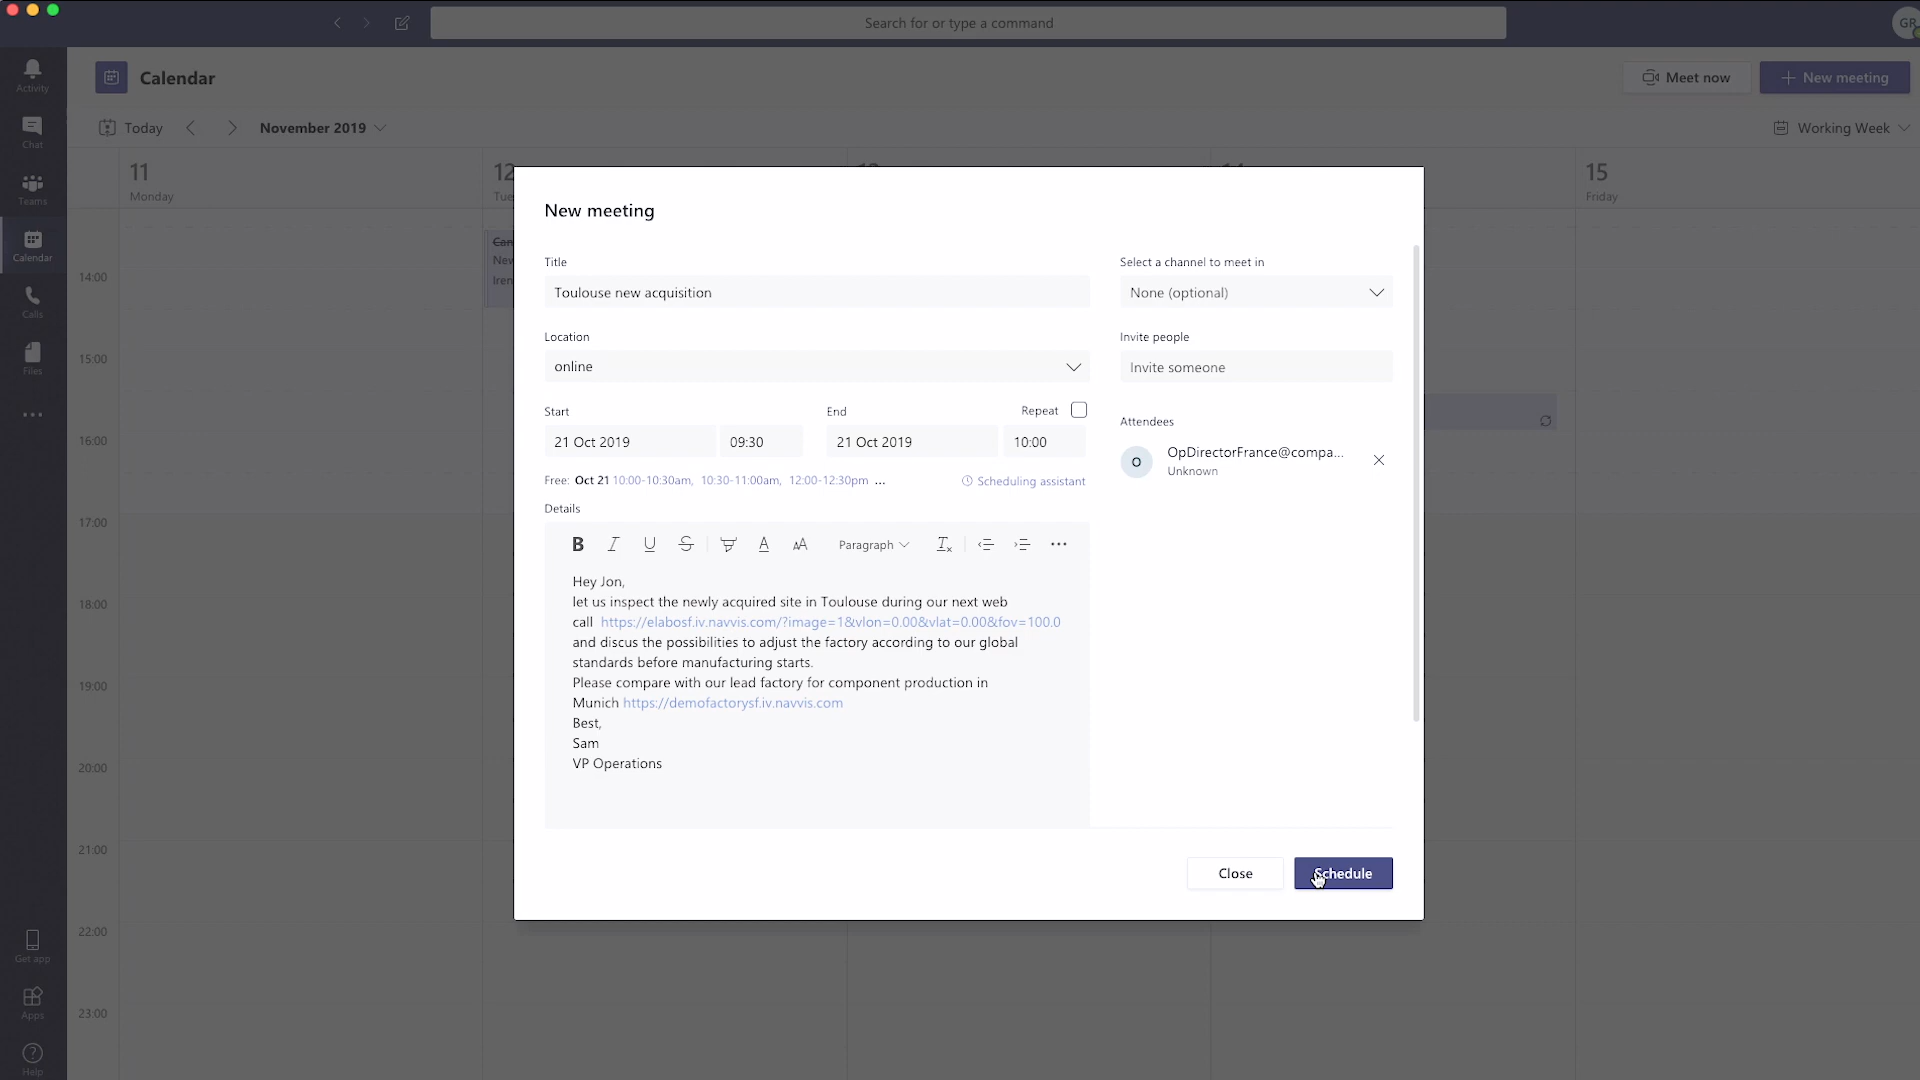 Search for or type a command
GR
Activity
Chat
Teams
Calendar
Calls
Files
Get app
Apps
Help
Calendar
Meet now
New meeting
Today
November 2019
Working Week
11
Monday
12
Tue
15
Friday
14:00
15:00
16:00
17:00
18:00
19:00
20:00
21:00
22:00
23:00
Can
New
Iren
New meeting
Title
Toulouse new acquisition
Location
online
Start
End
Repeat
21 Oct 2019
09:30
21 Oct 2019
10:00
Free: Oct 21 10:00-10:30am, 10:30-11:00am, 12:00-12:30pm ...
Scheduling assistant
Details
B I U S A AA Paragraph
Hey Jon,
let us inspect the newly acquired site in Toulouse during our next web
call https://elabosf.iv.navvis.com/?image=1&vlon=0.00&vlat=0.00&fov=100.0
and discus the possibilities to adjust the factory according to our global
standards before manufacturing starts.
Please compare with our lead factory for component production in
Munich https://demofactorysf.iv.navvis.com
Best,
Sam
VP Operations
Select a channel to meet in
None (optional)
Invite people
Invite someone
Attendees
O
OpDirectorFrance@compa...
Unknown
Close
Schedule